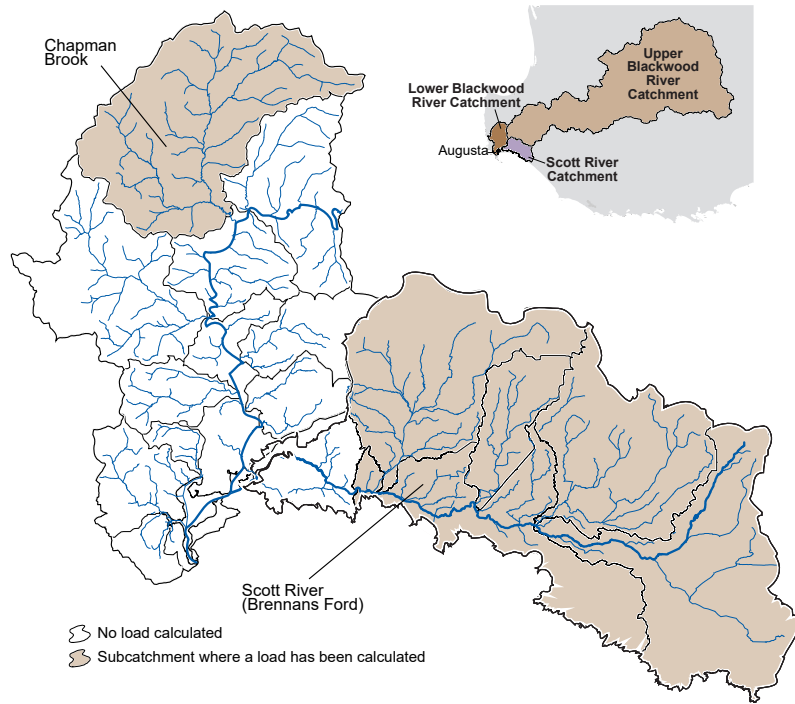 Chapman
Brook
Upper
Blackwood
River
Catchment
Lower Blackwood
River Catchment
Augusta
Scott River
Catchment
Scott River
(Brennans Ford)
No load calculated
Subcatchment where a load has been calculated